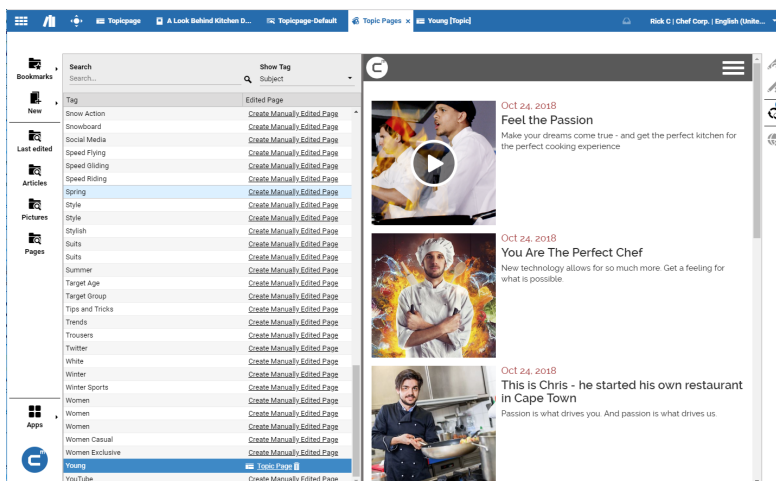 Topicpage
A Look Behind Kitchen D...
Topicpage-Default
Topic Pages ×
Young [Topic]
Rick C | Chef Corp. | English (Unite...
Bookmarks
New
Last edited
Articles
Pictures
Pages
Apps
Search
Show Tag
Search...
Subject
Tag
Edited Page
Snow Action Create Manually Edited Page
Snowboard Create Manually Edited Page
Social Media Create Manually Edited Page
Speed Flying Create Manually Edited Page
Speed Gliding Create Manually Edited Page
Speed Riding Create Manually Edited Page
Spring Create Manually Edited Page
Style Create Manually Edited Page
Style Create Manually Edited Page
Stylish Create Manually Edited Page
Suits Create Manually Edited Page
Suits Create Manually Edited Page
Summer Create Manually Edited Page
Target Age Create Manually Edited Page
Target Group Create Manually Edited Page
Tips and Tricks Create Manually Edited Page
Trends Create Manually Edited Page
Trousers Create Manually Edited Page
Twitter Create Manually Edited Page
White Create Manually Edited Page
Winter Create Manually Edited Page
Winter Sports Create Manually Edited Page
Women Create Manually Edited Page
Women Create Manually Edited Page
Women Create Manually Edited Page
Women Casual Create Manually Edited Page
Women Exclusive Create Manually Edited Page
Young Topic Page
YouTube Create Manually Edited Page
Oct 24, 2018
Feel the Passion
Make your dreams come true - and get the perfect kitchen for
the perfect cooking experience
Oct 24, 2018
You Are The Perfect Chef
New technology allows for so much more. Get a feeling for
what is possible.
Oct 24, 2018
This is Chris - he started his own restaurant
in Cape Town
Passion is what drives you. And passion is what drives us.